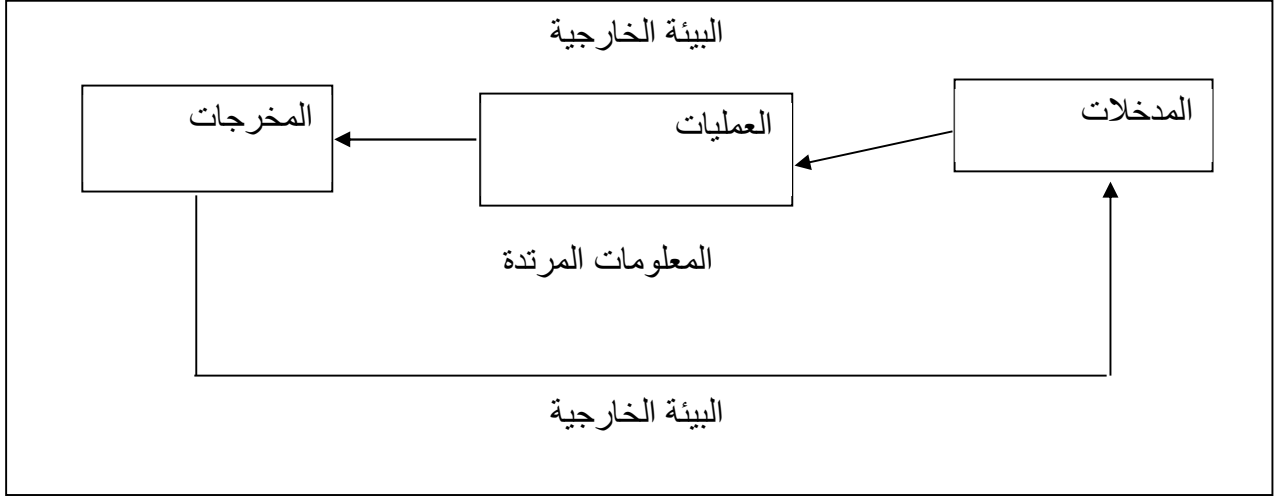 البيئة الخارجية
المدخلات
العمليات
المخرجات
المعلومات المرتدة
البيئة الخارجية